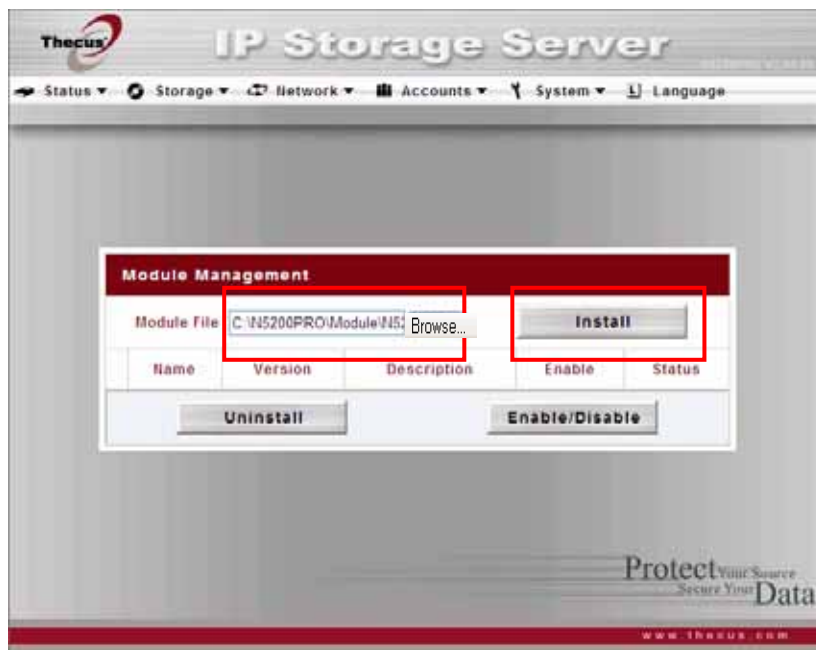 Thecus
IP Storage Server
Status Storage Network Accounts System Language
Module Management
Module File C:\N5200PRO\Module\N52 Browse... Install
Name Version Description Enable Status
Uninstall Enable/Disable
Protect Your Source
Secure Your Data
www.thecus.com